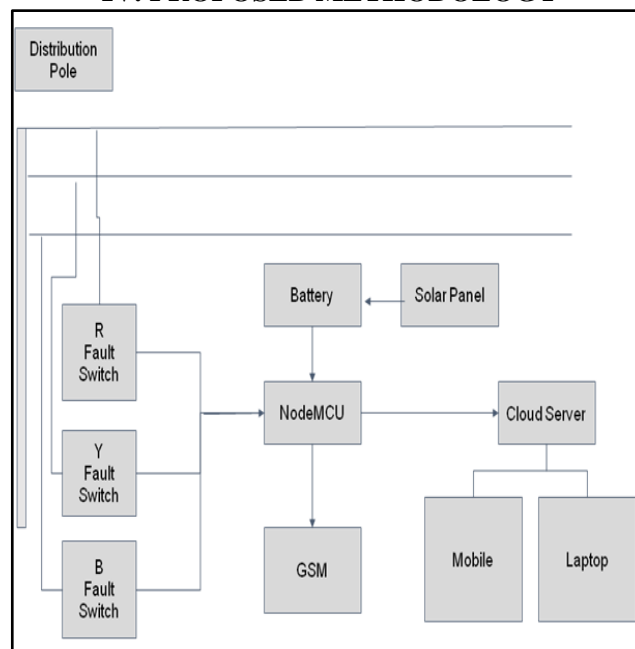 IV. PROPOSED METHODOLOGY
Distribution
Pole
Battery
Solar Panel
R
Fault
Switch
NodeMCU
Cloud Server
Y
Fault
Switch
GSM
Mobile
Laptop
B
Fault
Switch